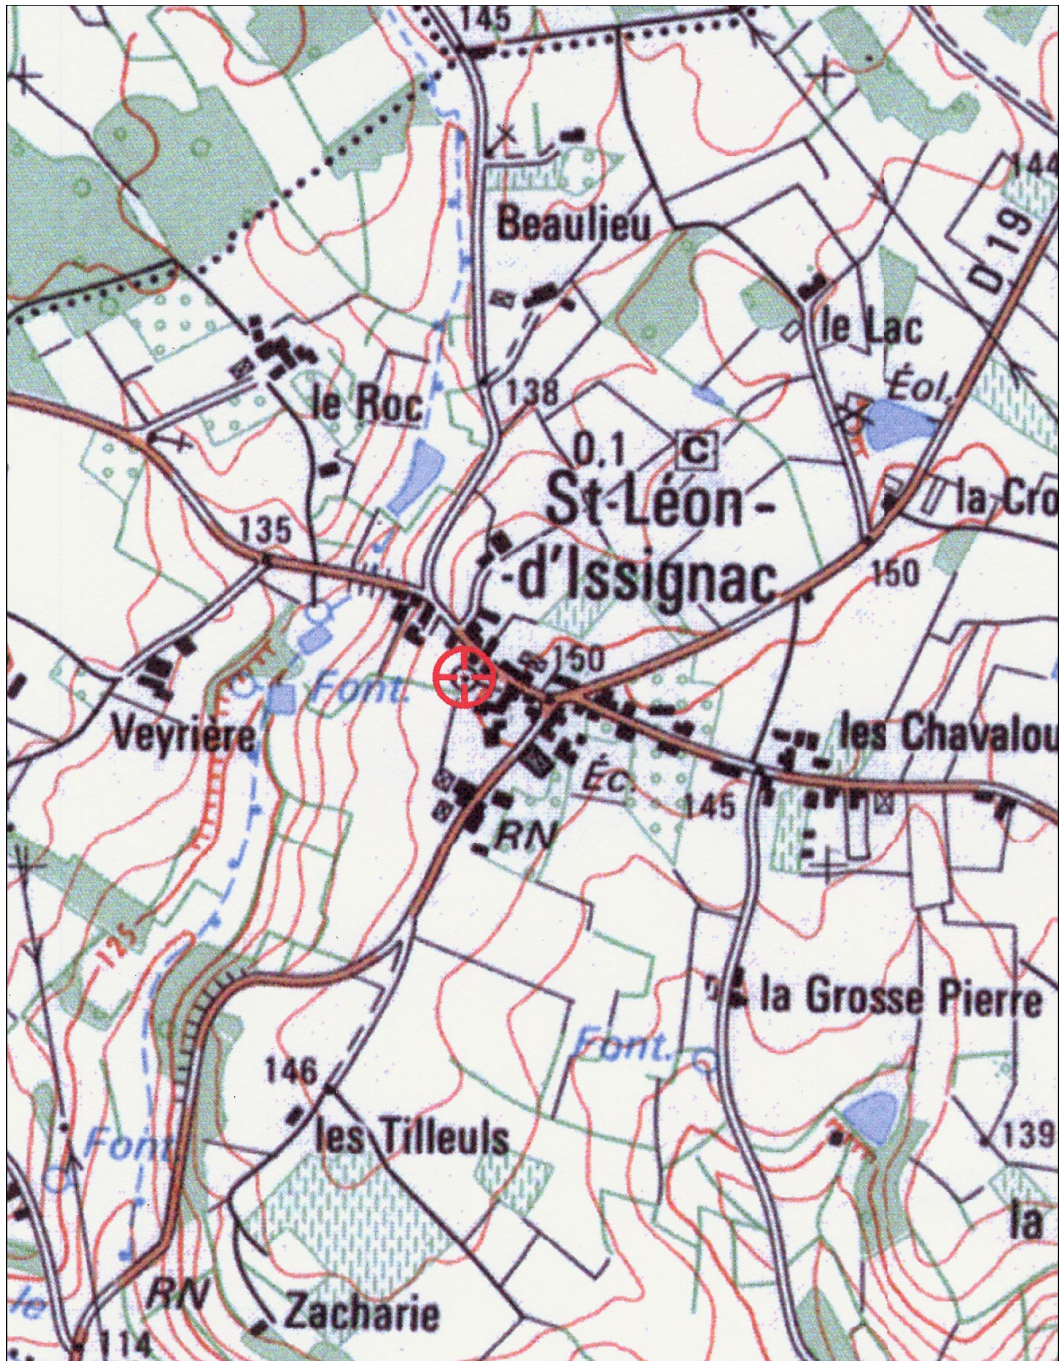 145
144
Beaulieu
D 19
le Lac
le Roc
138
Éol.
0.1 C
St-Léon-
-d'Issignac
la Cro
135
150
150
Font.
Veyrière
les Chavalou
Éc.
145
RN
125
la Grosse Pierre
Font.
146
les Tilleuls
Font.
139
la
RN
le
Zacharie
114